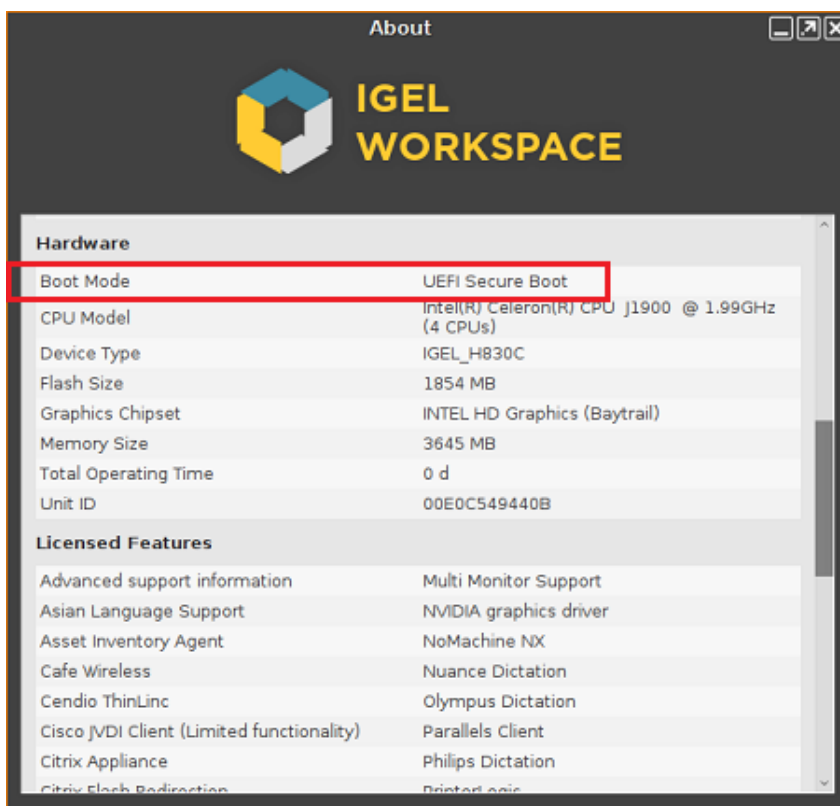 About
IGEL
WORKSPACE
Hardware
Boot Mode UEFI Secure Boot
CPU Model Intel(R) Celeron(R) CPU J1900 @ 1.99GHz
(4 CPUs)
Device Type IGEL_H830C
Flash Size 1854 MB
Graphics Chipset INTEL HD Graphics (Baytrail)
Memory Size 3645 MB
Total Operating Time 0 d
Unit ID 00E0C549440B
Licensed Features
Advanced support information Multi Monitor Support
Asian Language Support NVIDIA graphics driver
Asset Inventory Agent NoMachine NX
Cafe Wireless Nuance Dictation
Cendio ThinLinc Olympus Dictation
Cisco JVDI Client (Limited functionality) Parallels Client
Citrix Appliance Philips Dictation
Citrix Flash Redirection PrinterLogic